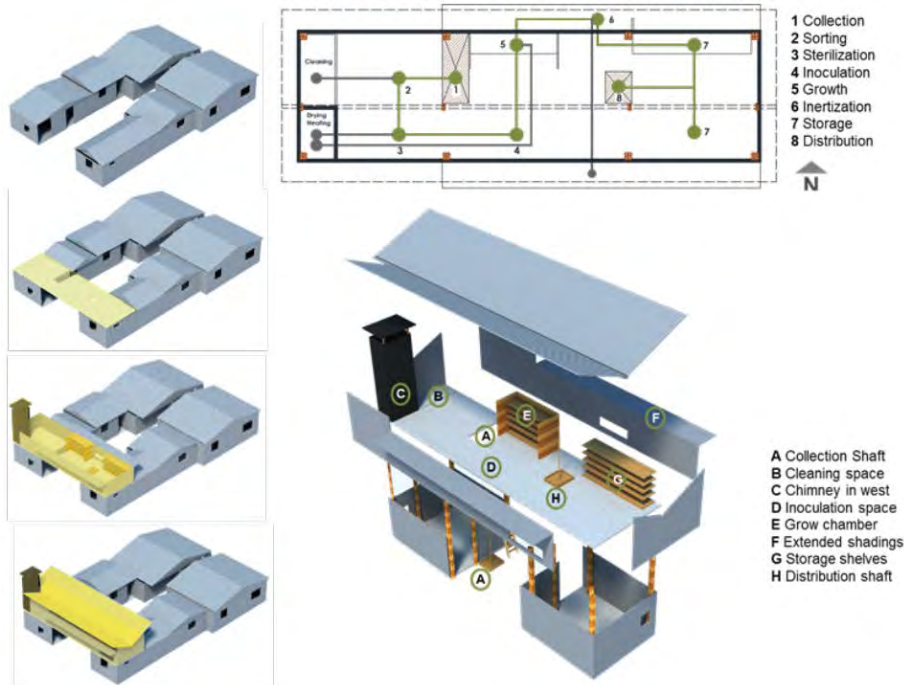 1 Collection
2 Sorting
3 Sterilization
4 Inoculation
5 Growth
6 Inertization
7 Storage
8 Distribution
N
Cleaning
Drying
Heating
1
2
3
4
5
6
7
7
8
C
B
E
F
A
D
G
H
A
A Collection Shaft
B Cleaning space
C Chimney in west
D Inoculation space
E Grow chamber
F Extended shadings
G Storage shelves
H Distribution shaft